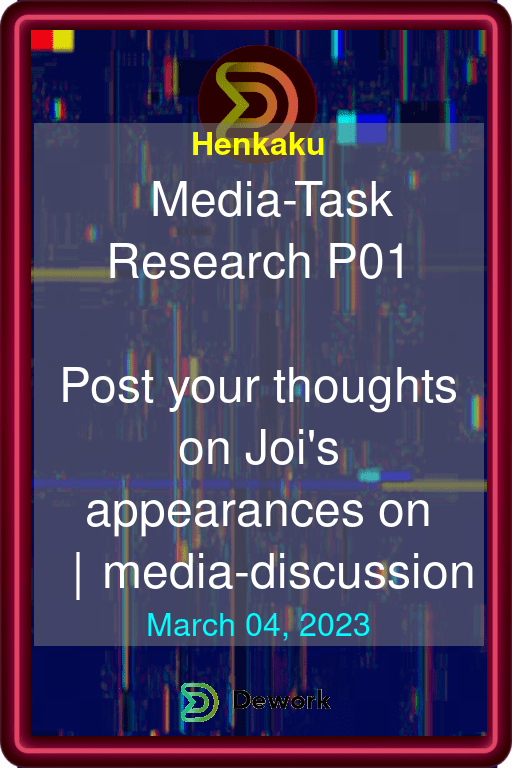 Henkaku
Media-Task
Research P01
Post your thoughts
on Joi's
appearances on
｜media-discussion
March 04, 2023
Dework